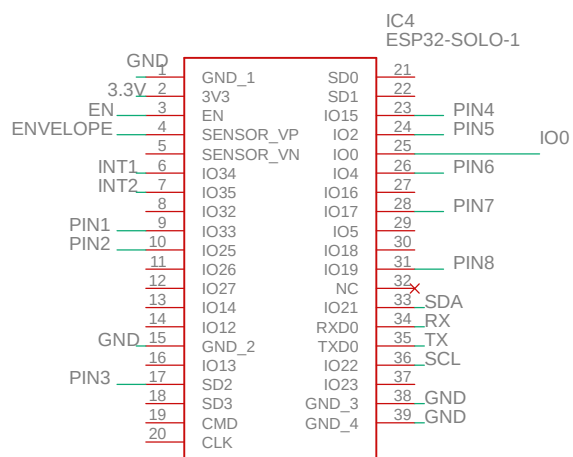 IC4
ESP32-SOLO-1
GND 1 GND_1 SD0 21
3.3V 2 3V3 SD1 22
EN 3 EN IO15 23 PIN4
ENVELOPE 4 SENSOR_VP IO2 24 PIN5
5 SENSOR_VN IO0 25 IO0
INT1 6 IO34 IO4 26 PIN6
INT2 7 IO35 IO16 27
8 IO32 IO17 28 PIN7
PIN1 9 IO33 IO5 29
PIN2 10 IO25 IO18 30
11 IO26 IO19 31 PIN8
12 IO27 NC 32
13 IO14 IO21 33 SDA
14 IO12 RXD0 34 RX
GND 15 GND_2 TXD0 35 TX
16 IO13 IO22 36 SCL
PIN3 17 SD2 IO23 37
18 SD3 GND_3 38 GND
19 CMD GND_4 39 GND
20 CLK